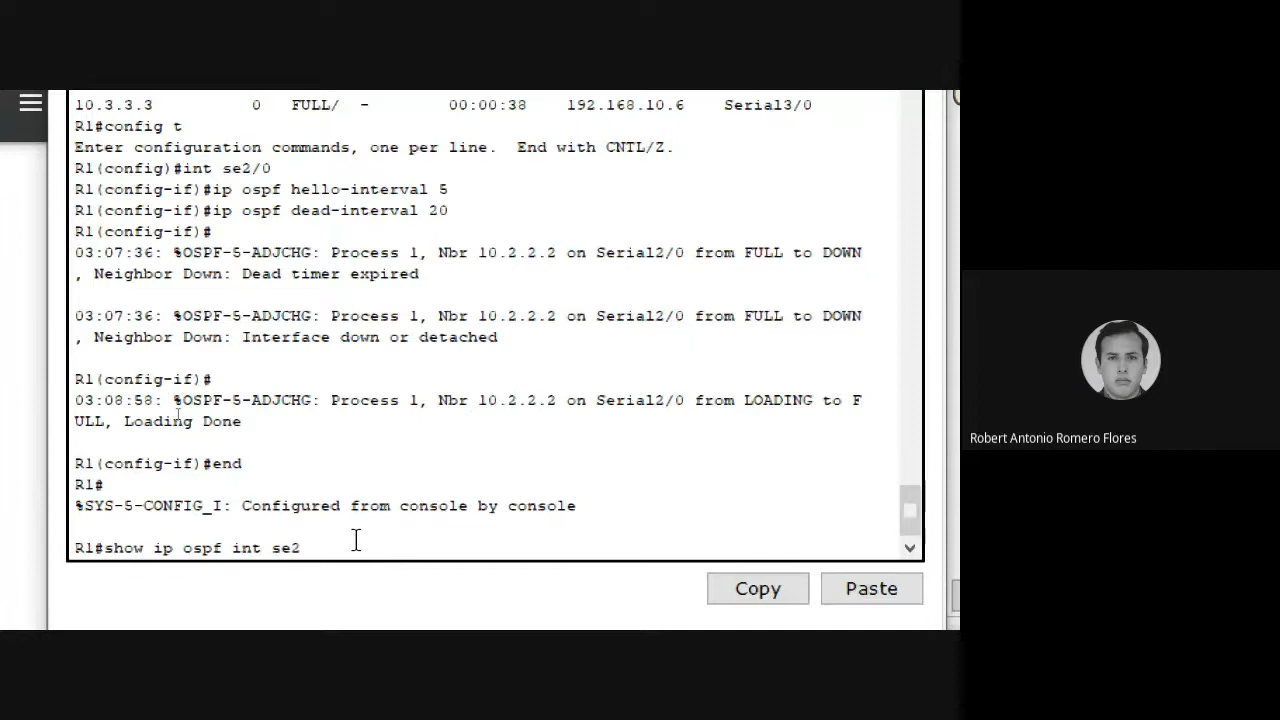 10.3.3.3 0 FULL/ - 00:00:38 192.168.10.6 Serial3/0
R1#config t
Enter configuration commands, one per line. End with CNTL/Z.
R1(config)#int se2/0
R1(config-if)#ip ospf hello-interval 5
R1(config-if)#ip ospf dead-interval 20
R1(config-if)#
03:07:36: %OSPF-5-ADJCHG: Process 1, Nbr 10.2.2.2 on Serial2/0 from FULL to DOWN
, Neighbor Down: Dead timer expired
03:07:36: %OSPF-5-ADJCHG: Process 1, Nbr 10.2.2.2 on Serial2/0 from FULL to DOWN
, Neighbor Down: Interface down or detached
R1(config-if)#
03:08:58: %OSPF-5-ADJCHG: Process 1, Nbr 10.2.2.2 on Serial2/0 from LOADING to F
ULL, Loading Done
R1(config-if)#end
R1#
%SYS-5-CONFIG_I: Configured from console by console
R1#show ip ospf int se2
Copy
Paste
Robert Antonio Romero Flores